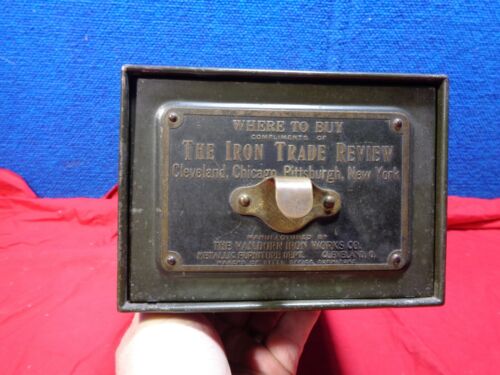 WHERE TO BUY
COMPLIMENTS OF
THE IRON TRADE REVIEW
Cleveland, Chicago, Pittsburgh, New York
MANUFACTURED BY
THE VAN DORN IRON WORKS CO.
METALLIC FURNITURE DEPT. CLEVELAND, O.